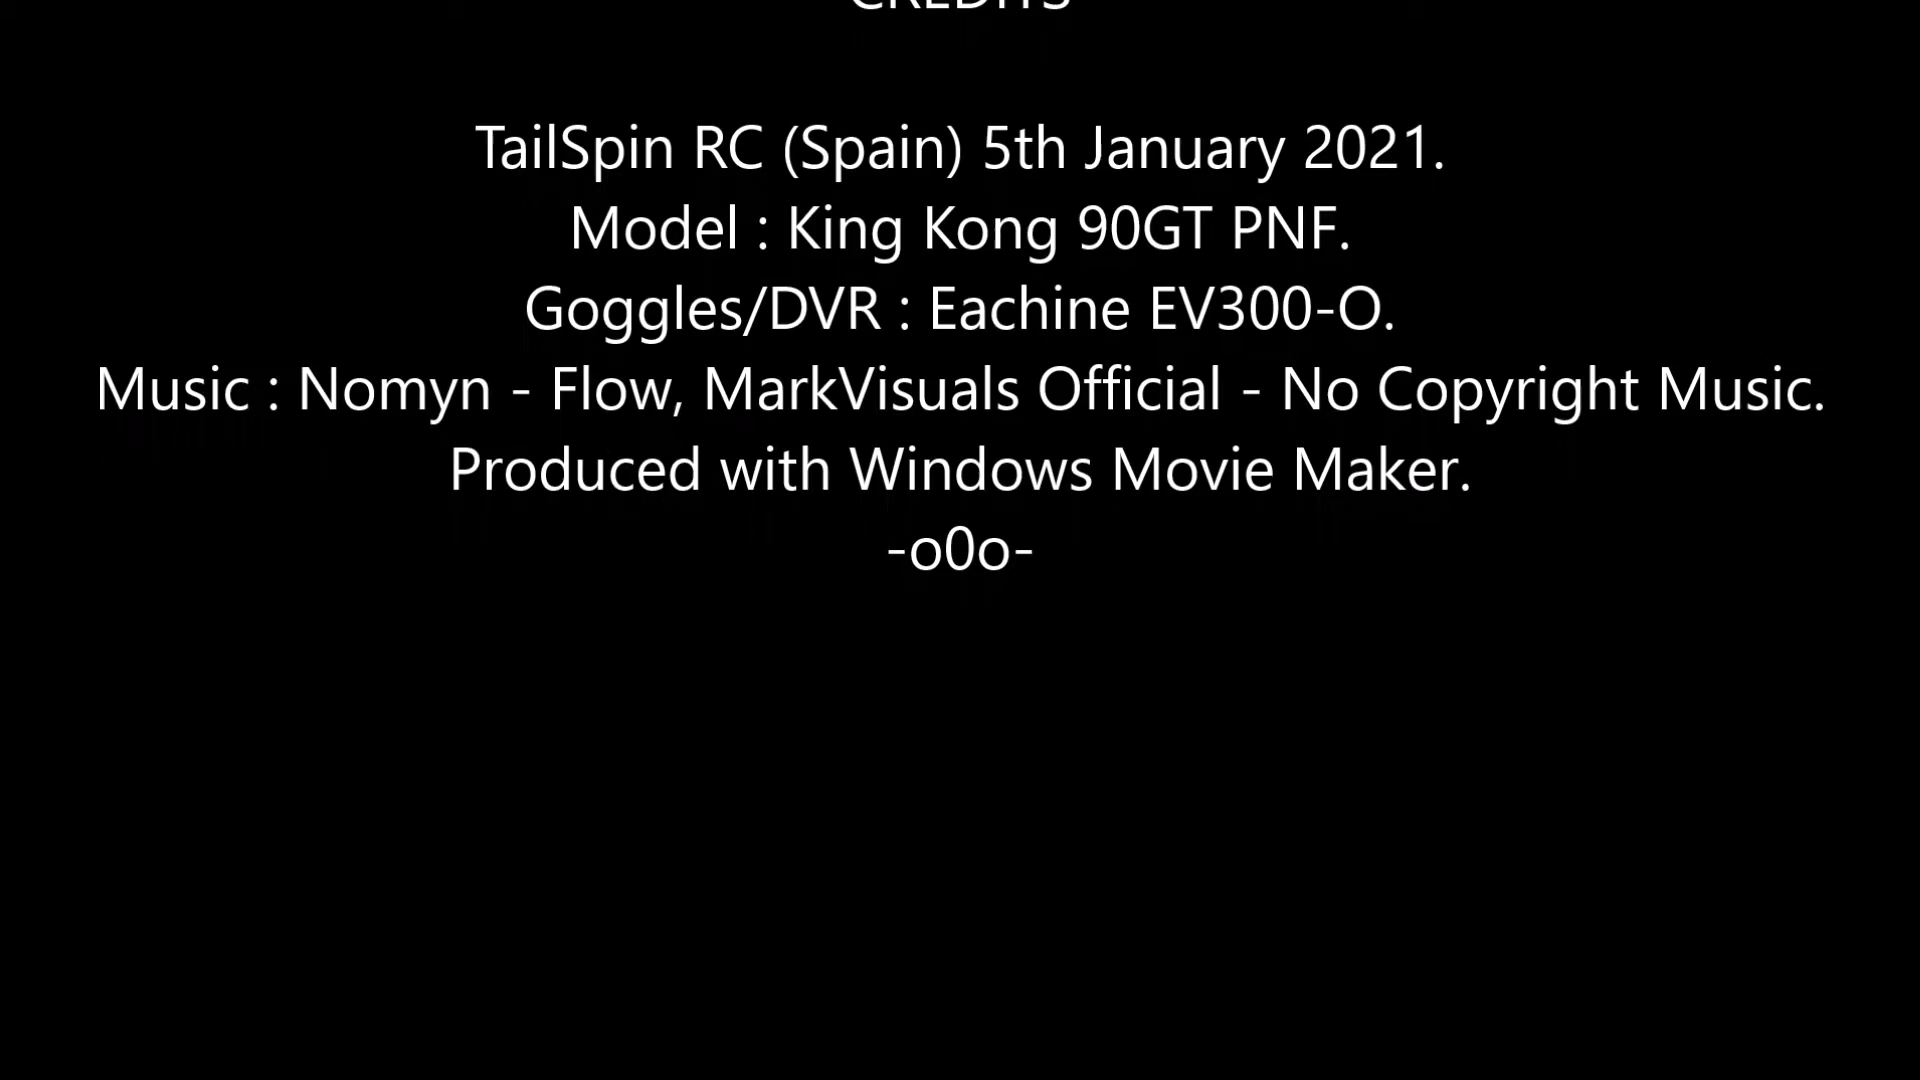 CREDITS
TailSpin RC (Spain) 5th January 2021.
Model : King Kong 90GT PNF.
Goggles/DVR : Eachine EV300-O.
Music : Nomyn - Flow, MarkVisuals Official - No Copyright Music.
Produced with Windows Movie Maker.
-o0o-